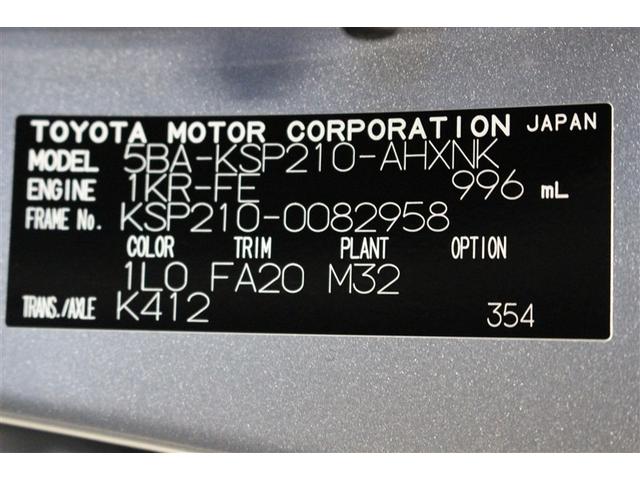 TOYOTA MOTOR CORPORATION JAPAN
MODEL 5BA-KSP210-AHXNK
ENGINE 1KR-FE 996 mL
FRAME No. KSP210-0082958
COLOR TRIM PLANT OPTION
1L0 FA20 M32
TRANS./AXLE K412 354